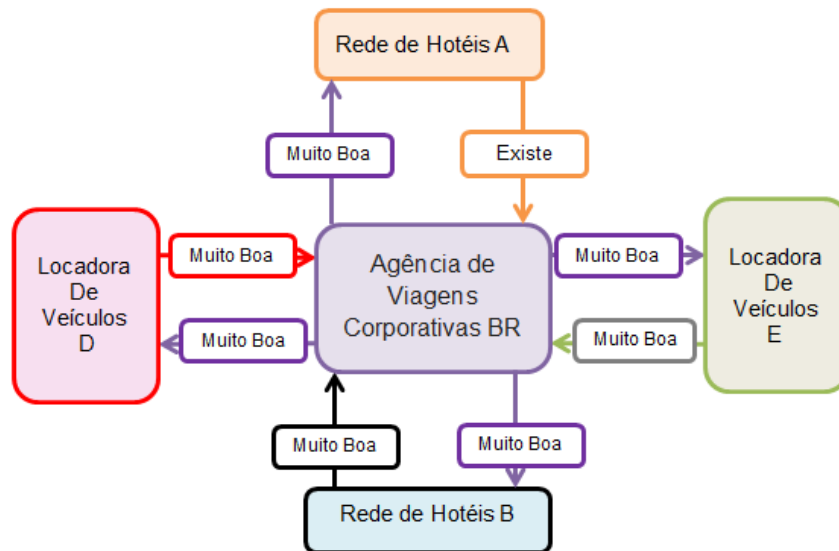 Rede de Hotéis A
Muito Boa
Existe
Locadora
De
Veículos
D
Muito Boa
Muito Boa
Agência de
Viagens
Corporativas BR
Muito Boa
Muito Boa
Locadora
De
Veículos
E
Muito Boa
Muito Boa
Rede de Hotéis B